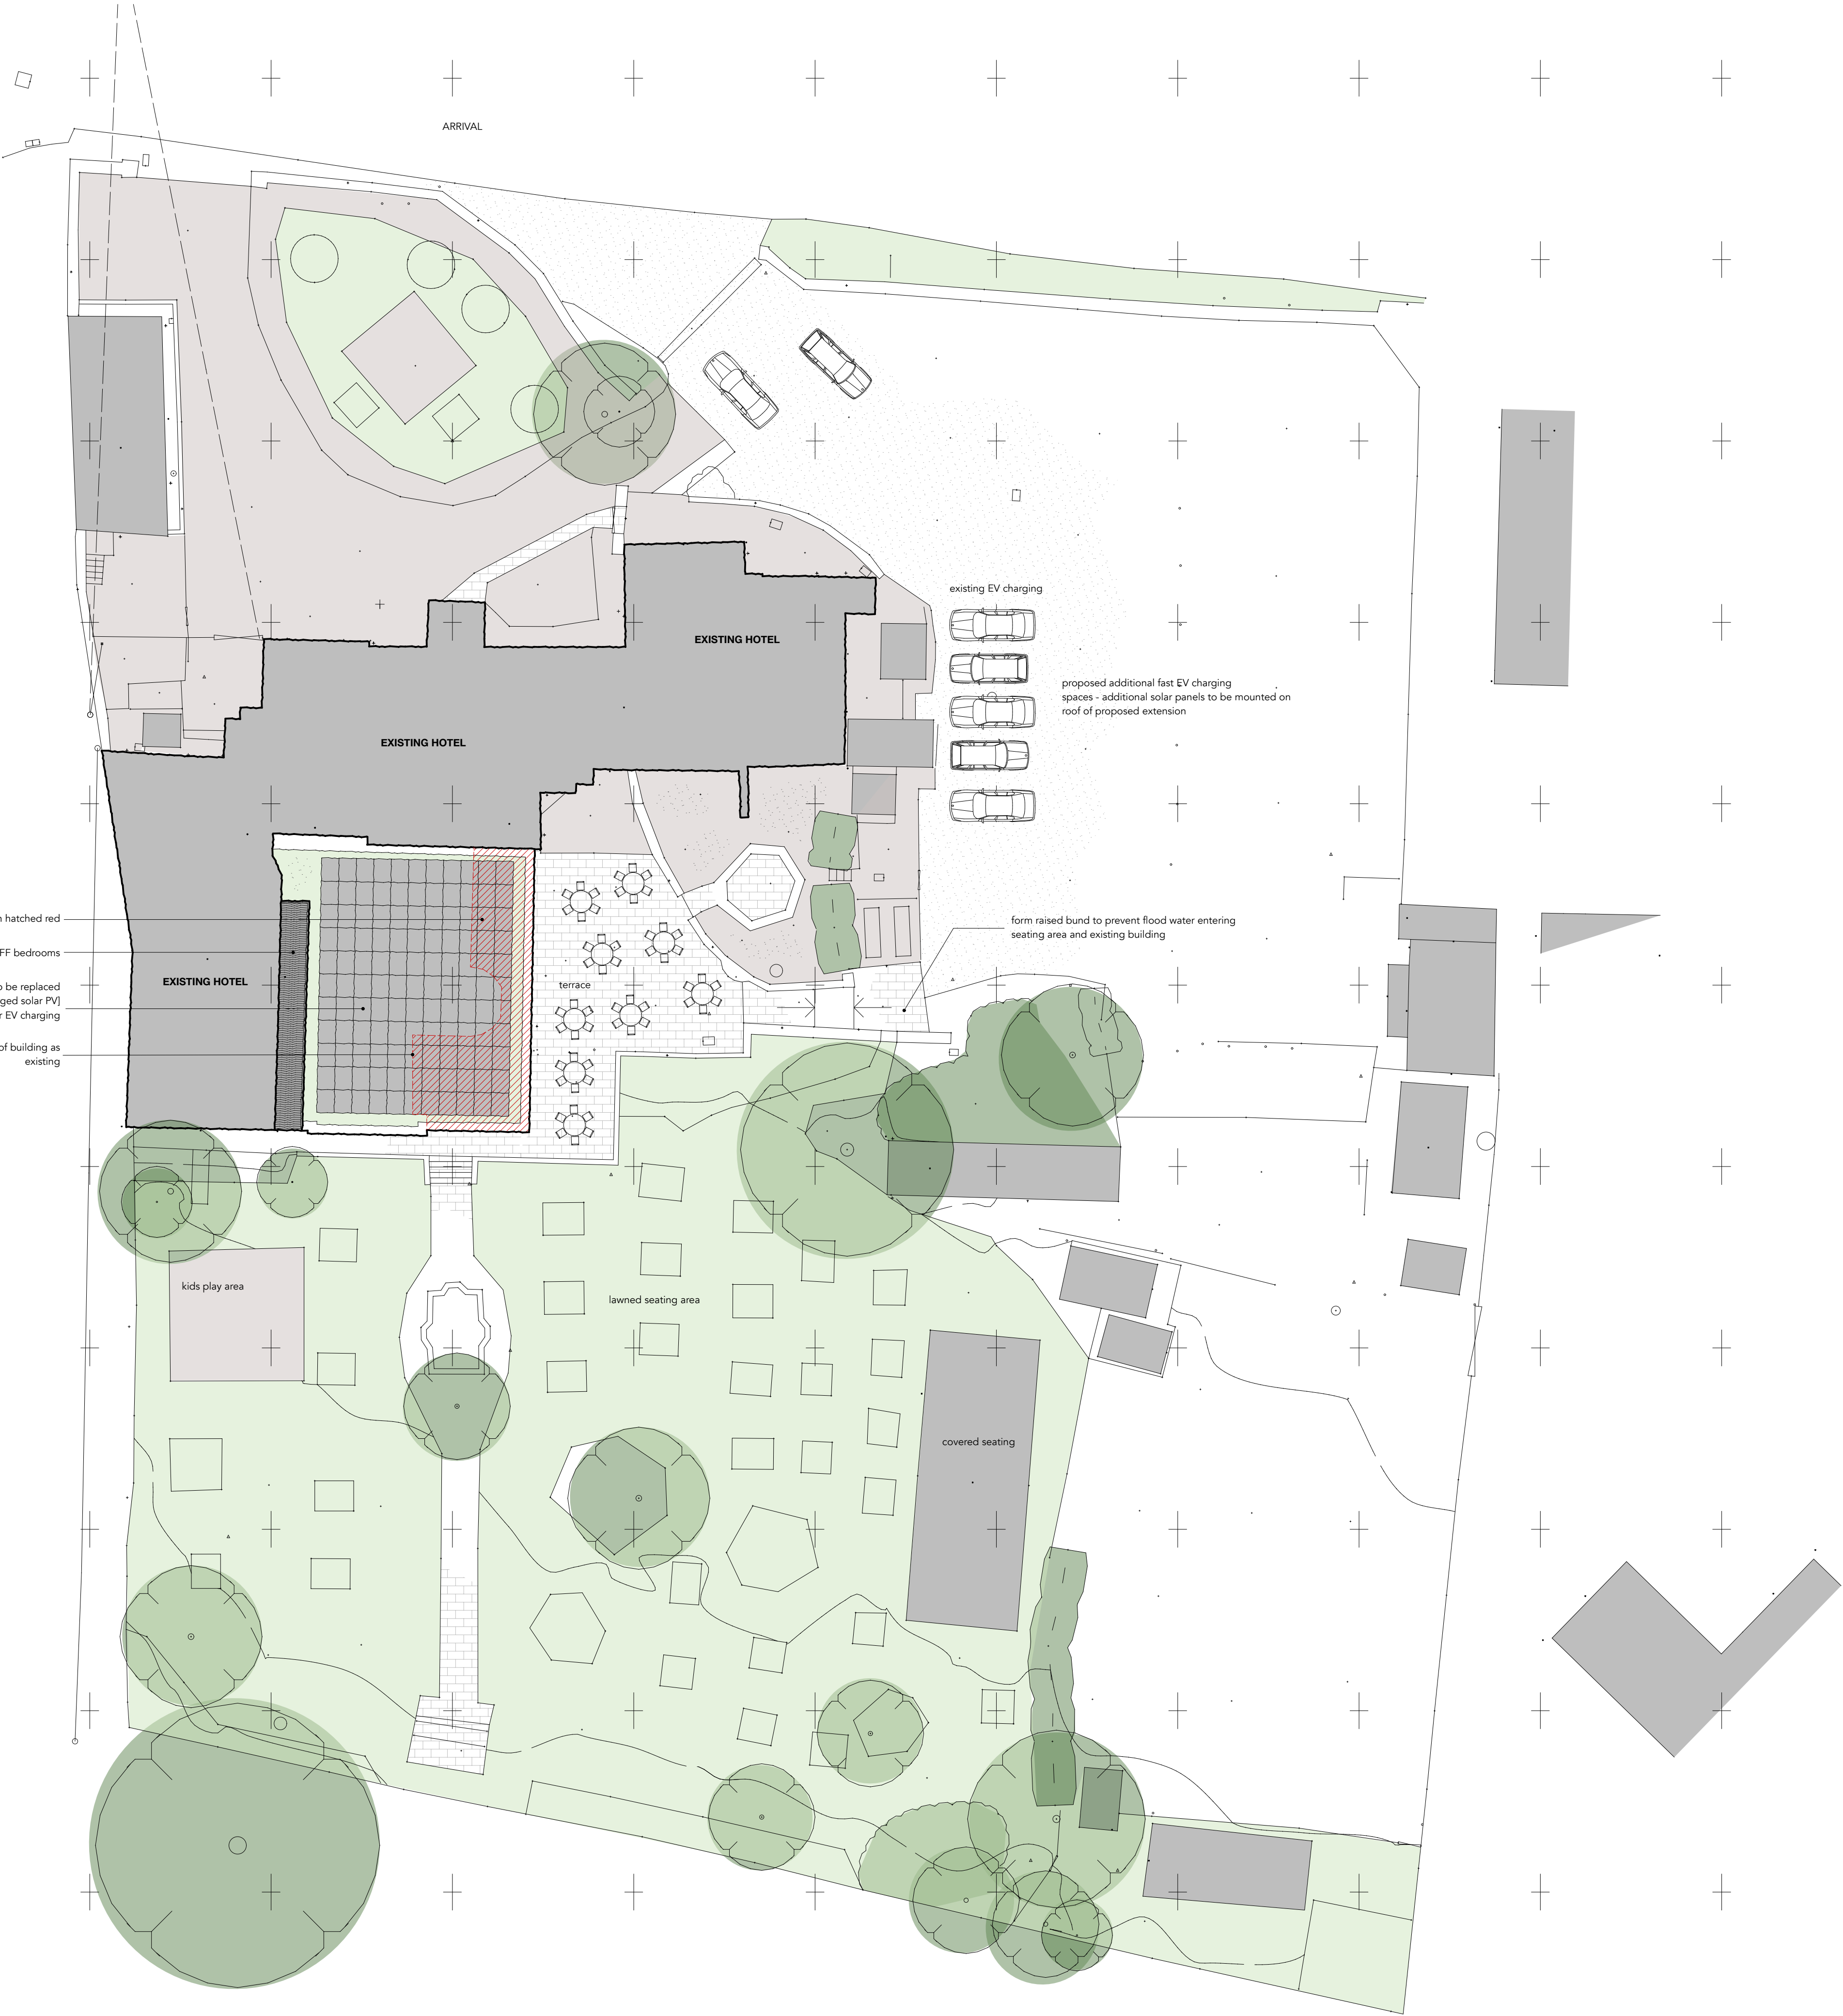 ARRIVAL
existing EV charging
EXISTING HOTEL
proposed additional fast EV charging
spaces - additional solar panels to be mounted on
roof of proposed extension
EXISTING HOTEL
hatched red
form raised bund to prevent flood water entering
seating area and existing building
FF bedrooms
EXISTING HOTEL
terrace
be replaced
solar PV]
EV charging
of building as
existing
kids play area
lawned seating area
covered seating